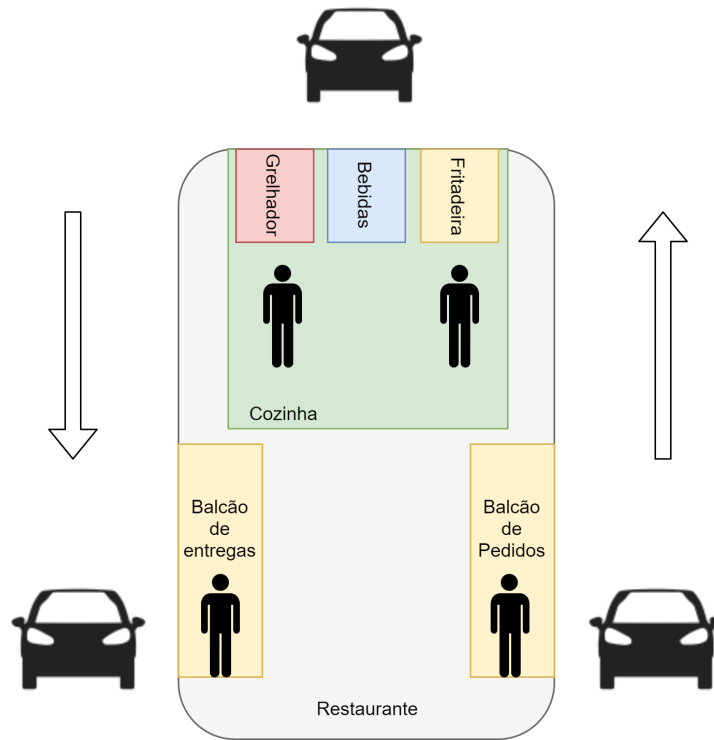 Grelhador
Bebidas
Fritadeira
Cozinha
Balcão
de
entregas
Balcão
de
Pedidos
Restaurante